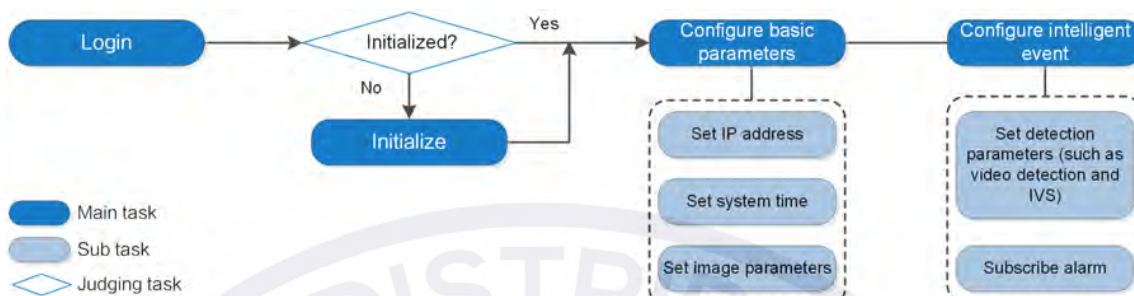 Login
Initialized?
Yes
No
Initialize
Configure basic
parameters
Set IP address
Set system time
Set image parameters
Configure intelligent
event
Set detection
parameters (such as
video detection and
IVS)
Subscribe alarm
Main task
Sub task
Judging task